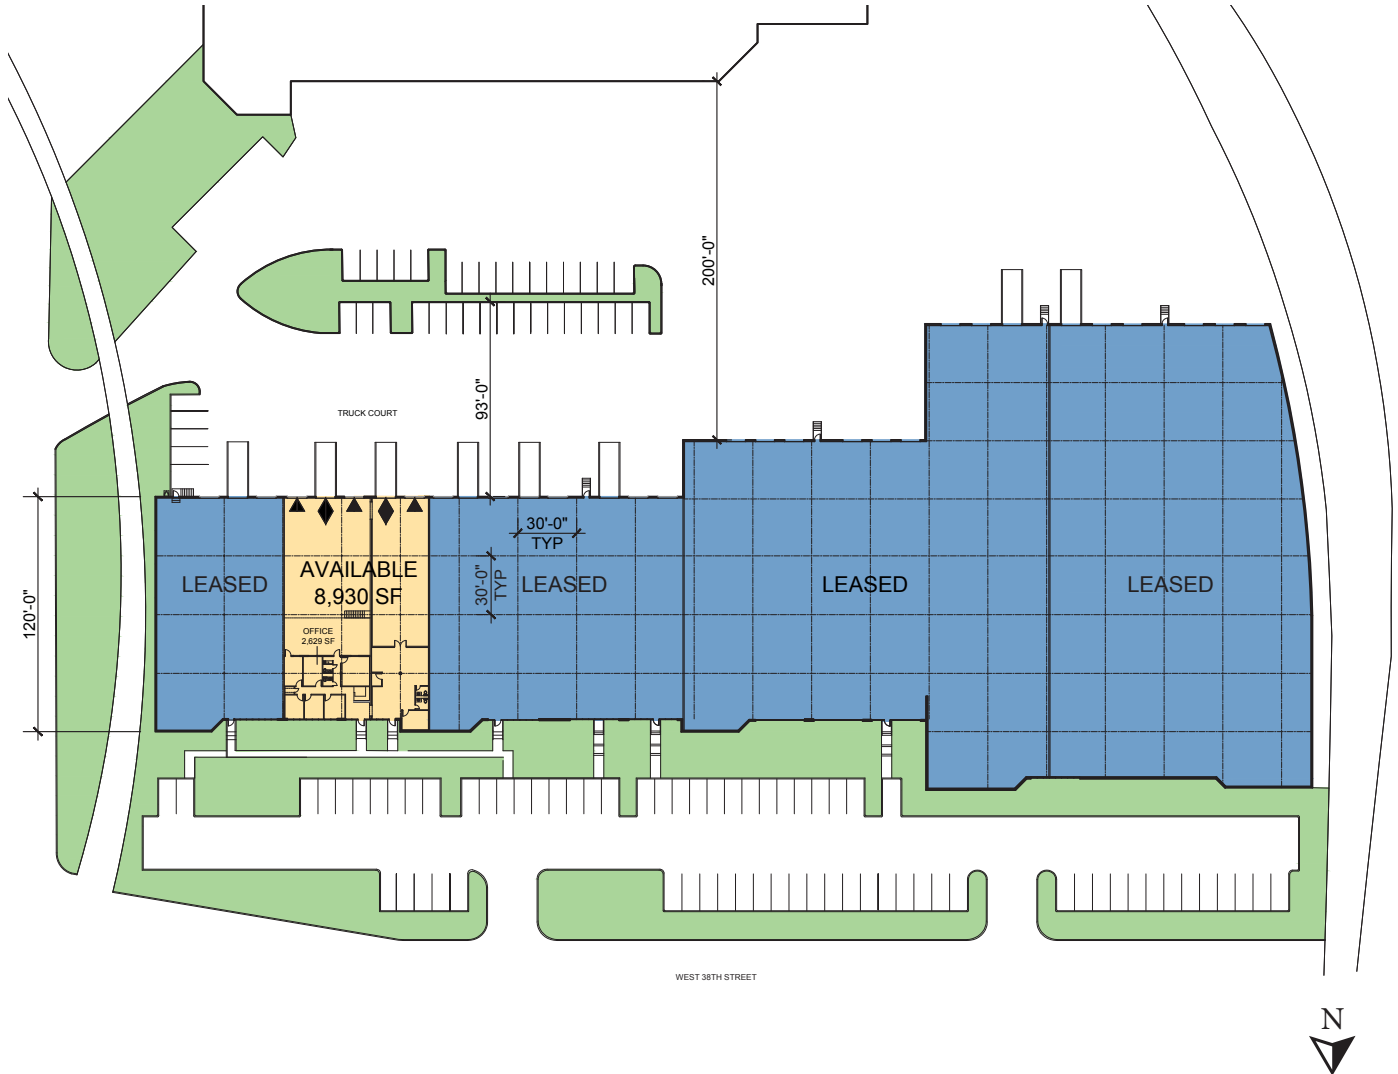 200'-0"
93'-0"
TRUCK COURT
30'-0"
TYP
30'-0"
TYP
120'-0"
LEASED
AVAILABLE
8,930 SF
LEASED
LEASED
LEASED
OFFICE
2,629 SF
WEST 38TH STREET
N